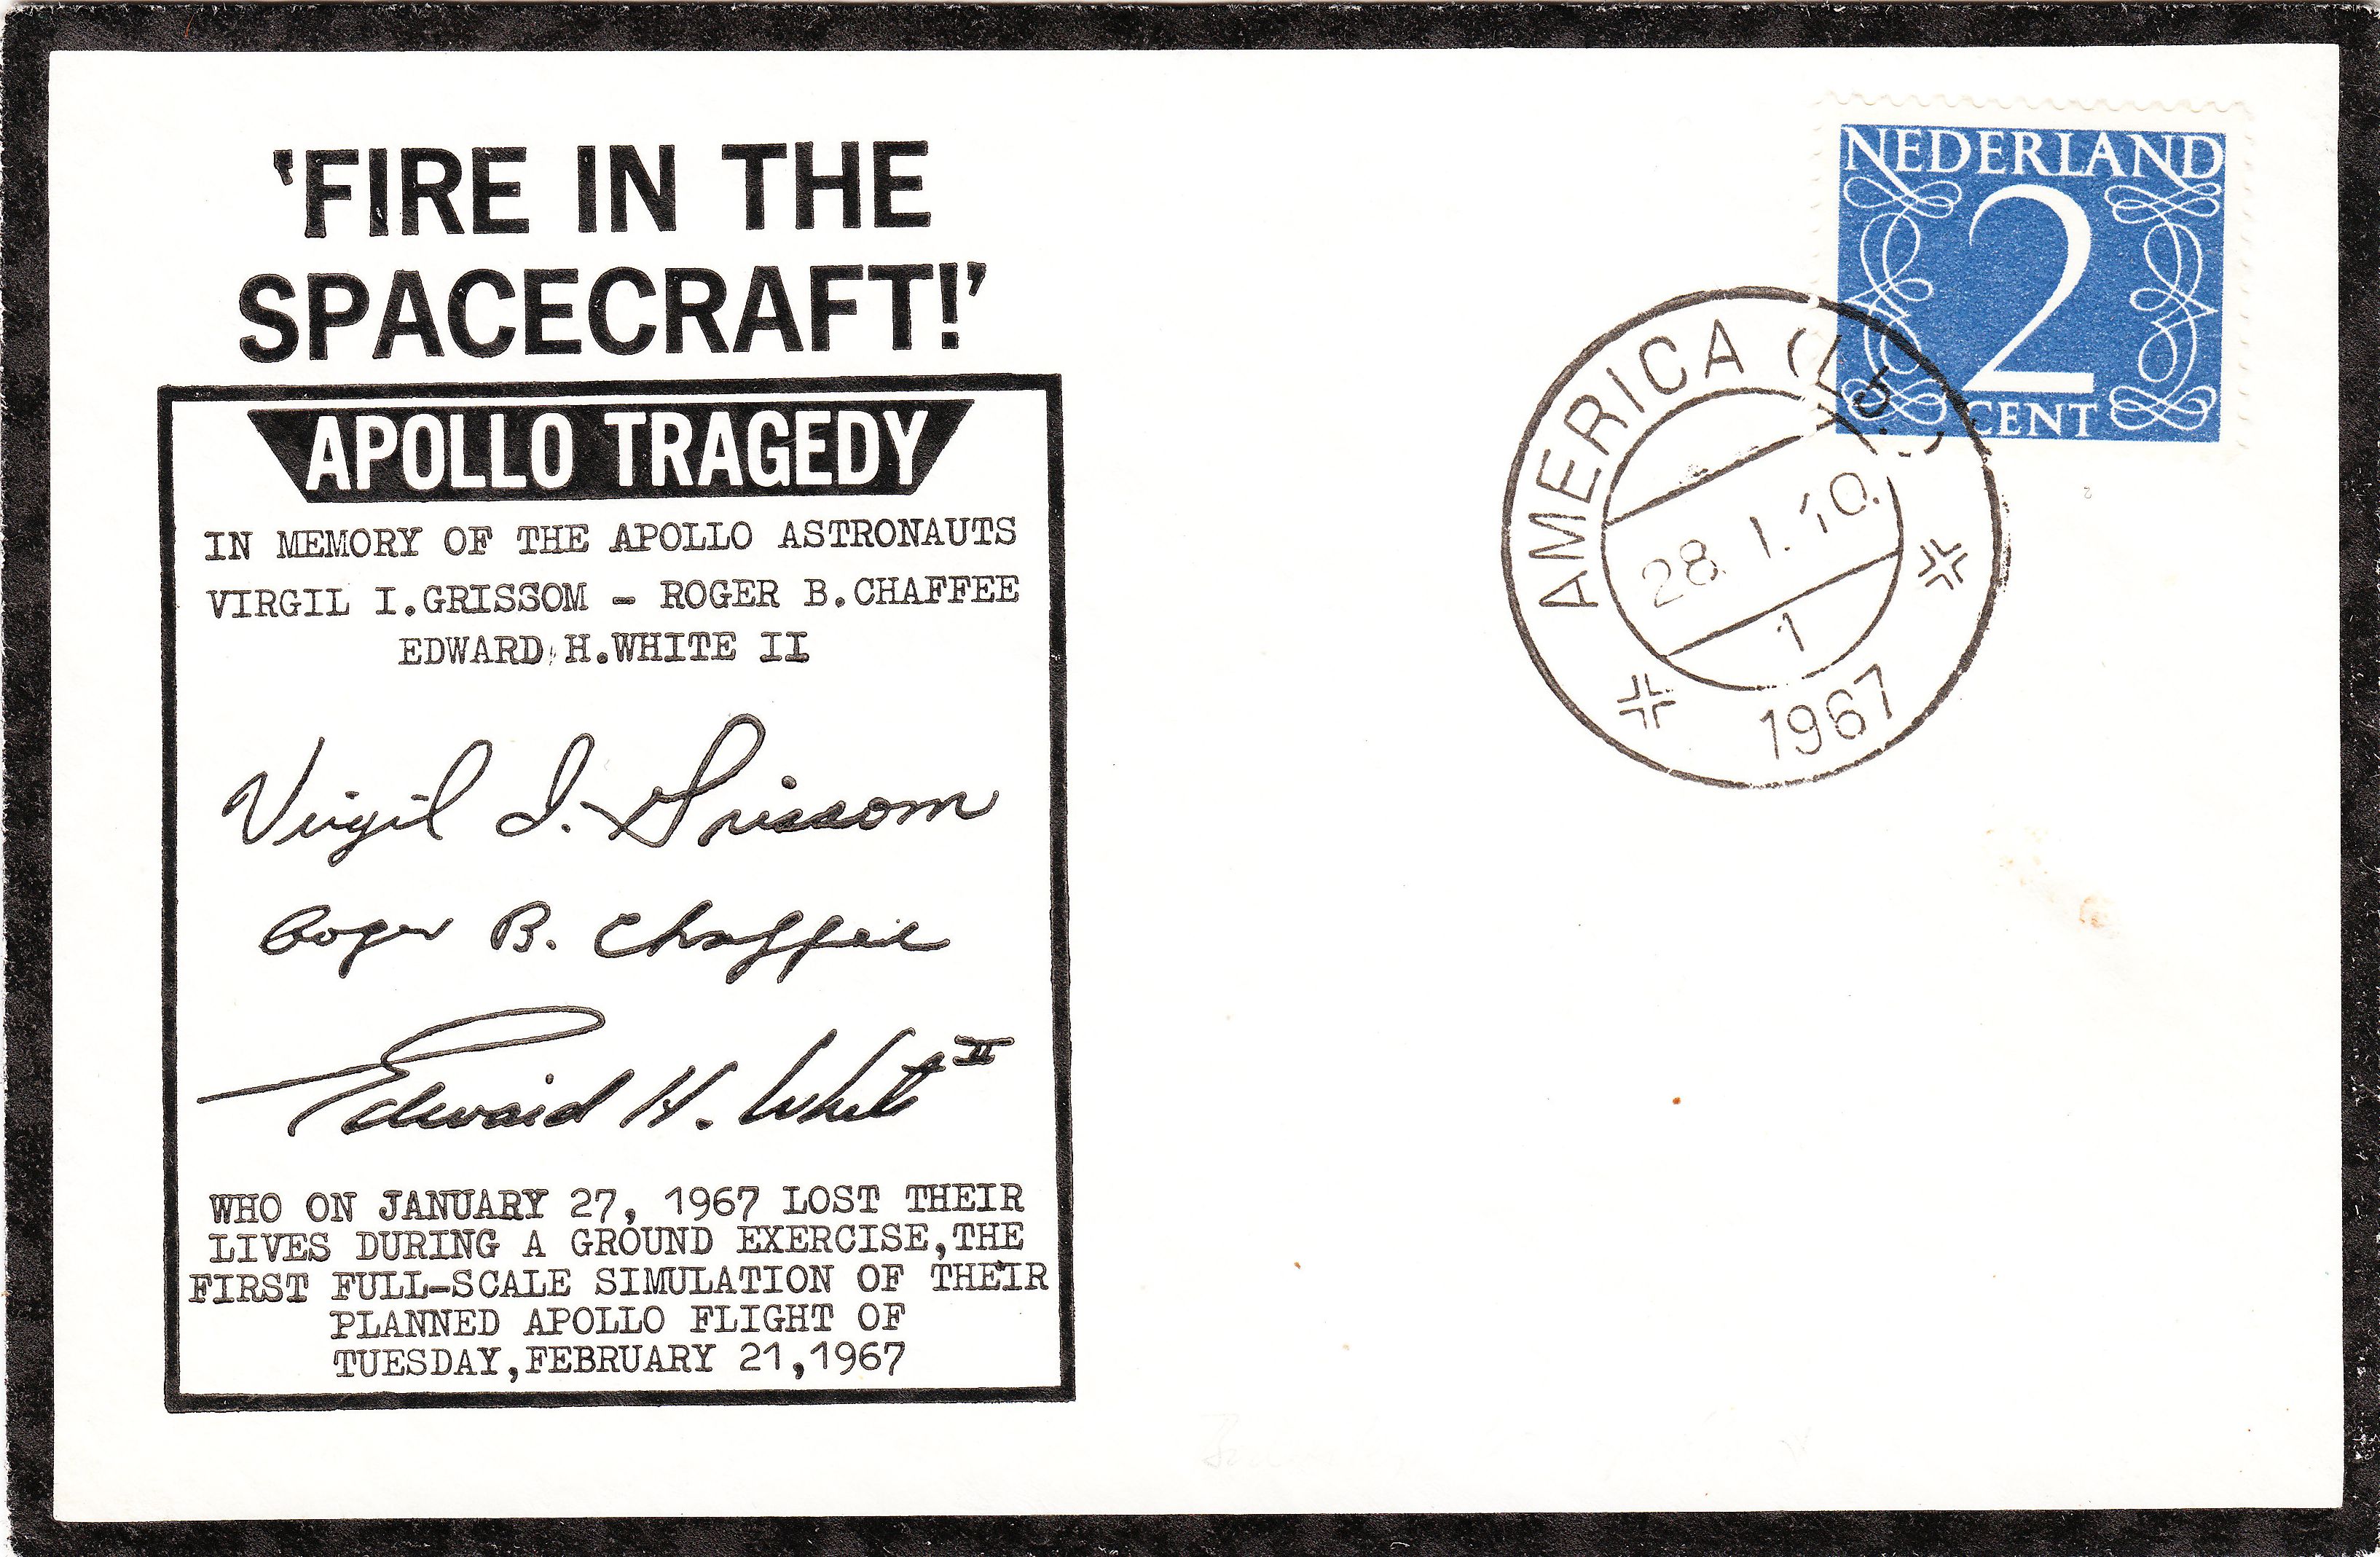 'FIRE IN THE
SPACECRAFT!'
APOLLO TRAGEDY
IN MEMORY OF THE APOLLO ASTRONAUTS
VIRGIL I.GRISSOM - ROGER B.CHAFFEE
EDWARD H.WHITE II
Virgil I. Grissom
Roger B. Chaffee
Edward H. White II
WHO ON JANUARY 27, 1967 LOST THEIR
LIVES DURING A GROUND EXERCISE,THE
FIRST FULL-SCALE SIMULATION OF THEIR
PLANNED APOLLO FLIGHT OF
TUESDAY,FEBRUARY 21,1967
NEDERLAND
2
CENT
AMERICA
28. I. 10.
1
1967